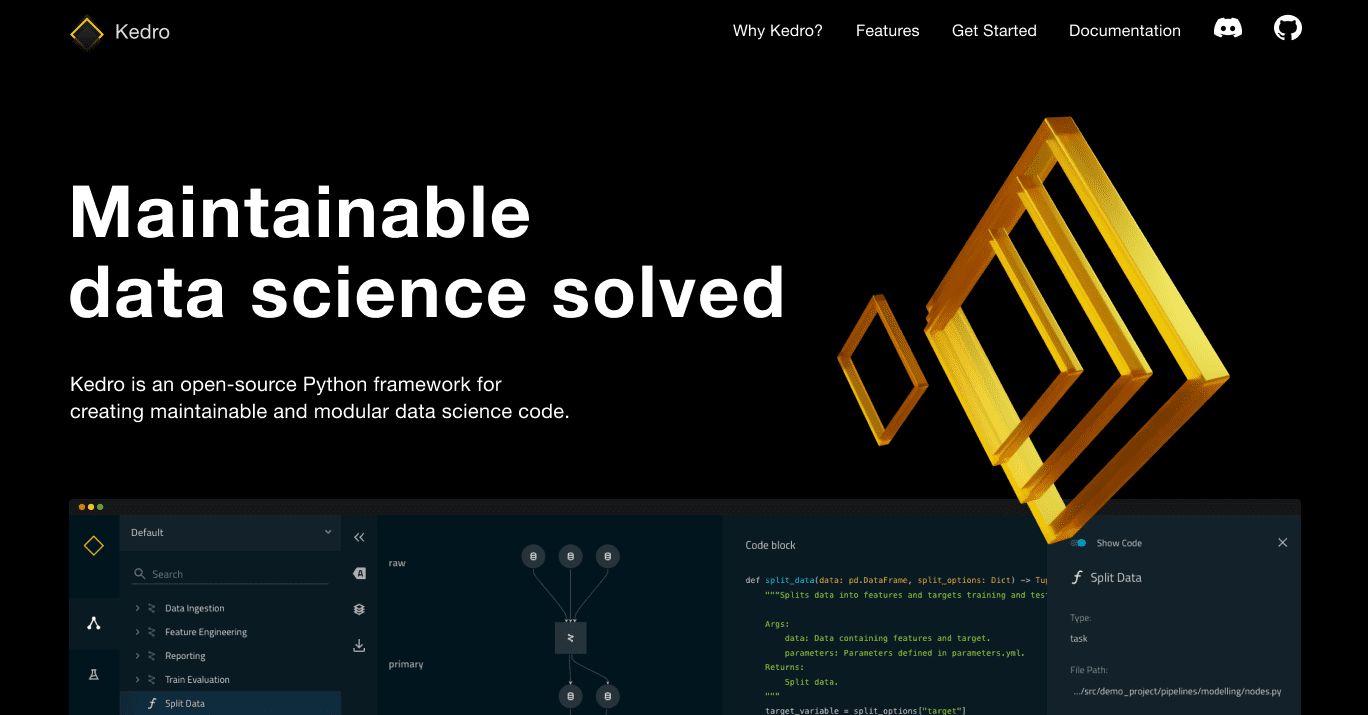 Kedro
Why Kedro?
Features
Get Started
Documentation
Maintainable
data science solved
Kedro is an open-source Python framework for
creating maintainable and modular data science code.
Default
Search
Data Ingestion
Feature Engineering
Reporting
Train Evaluation
Split Data
raw
primary
Code block
def split_data(data: pd.DataFrame, split_options: Dict) -> Tup
"""Splits data into features and targets training and tes
Args:
data: Data containing features and target.
parameters: Parameters defined in parameters.yml.
Returns:
Split data.
"""
target_variable = split_options["target"]
Show Code
Split Data
Type:
task
File Path:
.../src/demo_project/pipelines/modelling/nodes.py